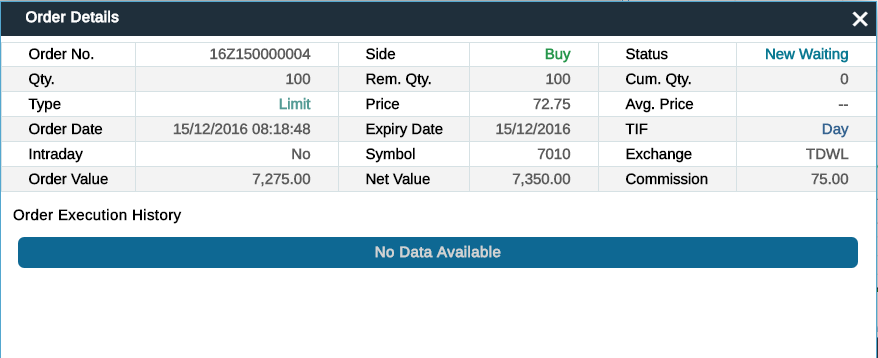 Order Details
Order No. 16Z150000004 Side Buy Status New Waiting
Qty. 100 Rem. Qty. 100 Cum. Qty. 0
Type Limit Price 72.75 Avg. Price --
Order Date 15/12/2016 08:18:48 Expiry Date 15/12/2016 TIF Day
Intraday No Symbol 7010 Exchange TDWL
Order Value 7,275.00 Net Value 7,350.00 Commission 75.00
Order Execution History
No Data Available